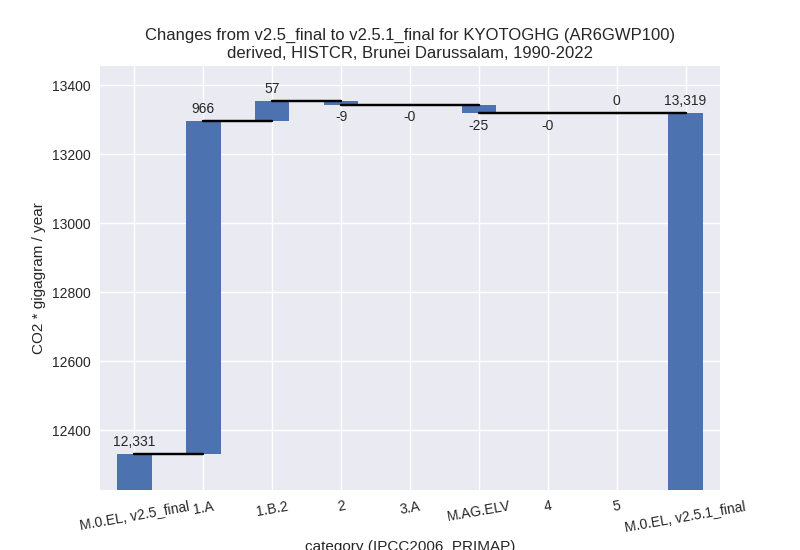 Changes from v2.5_final to v2.5.1_final for KYOTOGHG (AR6GWP100)
derived, HISTCR, Brunei Darussalam, 1990-2022
CO2 * gigagram / year
13400
13200
13000
12800
12600
12400
12,331
966
57
-9
-0
-25
-0
0
13,319
M.0.EL, v2.5_final
1.A
1.B.2
2
3.A
M.AG.ELV
4
5
M.0.EL, v2.5.1_final
category (IPCC2006_PRIMAP)